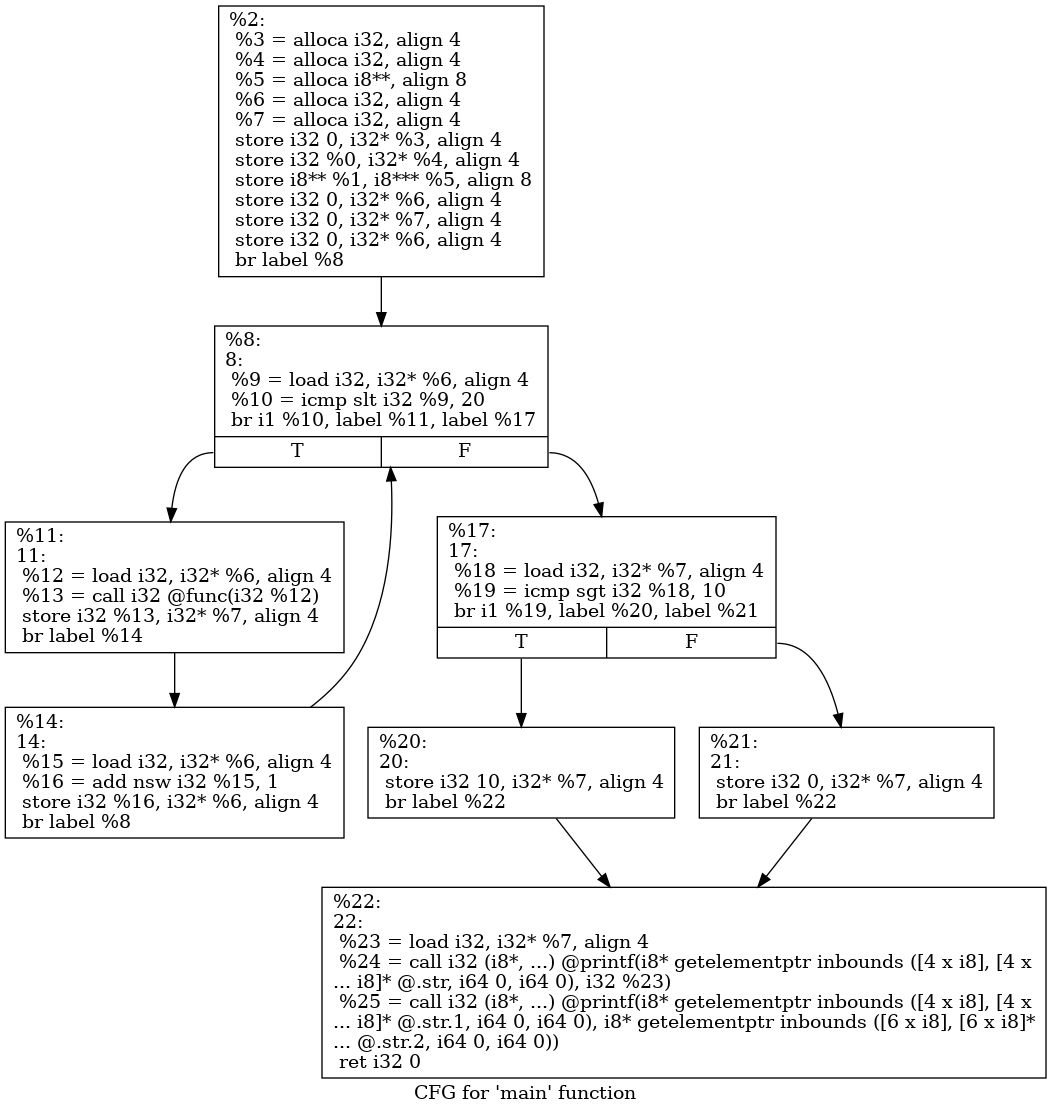 %2:
%3 = alloca i32, align 4
%4 = alloca i32, align 4
%5 = alloca i8**, align 8
%6 = alloca i32, align 4
%7 = alloca i32, align 4
store i32 0, i32* %3, align 4
store i32 %0, i32* %4, align 4
store i8** %1, i8*** %5, align 8
store i32 0, i32* %6, align 4
store i32 0, i32* %7, align 4
store i32 0, i32* %6, align 4
br label %8
%8:
8:
%9 = load i32, i32* %6, align 4
%10 = icmp slt i32 %9, 20
br i1 %10, label %11, label %17
T
F
%11:
11:
%12 = load i32, i32* %6, align 4
%13 = call i32 @func(i32 %12)
store i32 %13, i32* %7, align 4
br label %14
%17:
17:
%18 = load i32, i32* %7, align 4
%19 = icmp sgt i32 %18, 10
br i1 %19, label %20, label %21
T
F
%14:
14:
%15 = load i32, i32* %6, align 4
%16 = add nsw i32 %15, 1
store i32 %16, i32* %6, align 4
br label %8
%20:
20:
store i32 10, i32* %7, align 4
br label %22
%21:
21:
store i32 0, i32* %7, align 4
br label %22
%22:
22:
%23 = load i32, i32* %7, align 4
%24 = call i32 (i8*, ...) @printf(i8* getelementptr inbounds ([4 x i8], [4 x
... i8]* @.str, i64 0, i64 0), i32 %23)
%25 = call i32 (i8*, ...) @printf(i8* getelementptr inbounds ([4 x i8], [4 x
... i8]* @.str.1, i64 0, i64 0), i8* getelementptr inbounds ([6 x i8], [6 x i8]*
... @.str.2, i64 0, i64 0))
ret i32 0
CFG for 'main' function